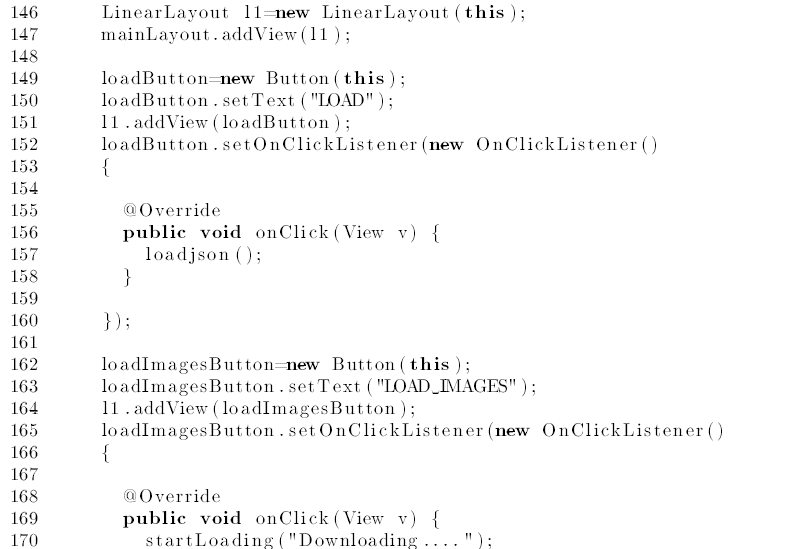 146 LinearLayout l1=new LinearLayout(this);
147 mainLayout.addView(l1);
148
149 loadButton=new Button(this);
150 loadButton.setText("LOAD");
151 l1.addView(loadButton);
152 loadButton.setOnClickListener(new OnClickListener()
153 {
154
155 @Override
156 public void onClick(View v) {
157 loadjson();
158 }
159
160 });
161
162 loadImagesButton=new Button(this);
163 loadImagesButton.setText("LOAD␣IMAGES");
164 l1.addView(loadImagesButton);
165 loadImagesButton.setOnClickListener(new OnClickListener()
166 {
167
168 @Override
169 public void onClick(View v) {
170 startLoading("Downloading....");